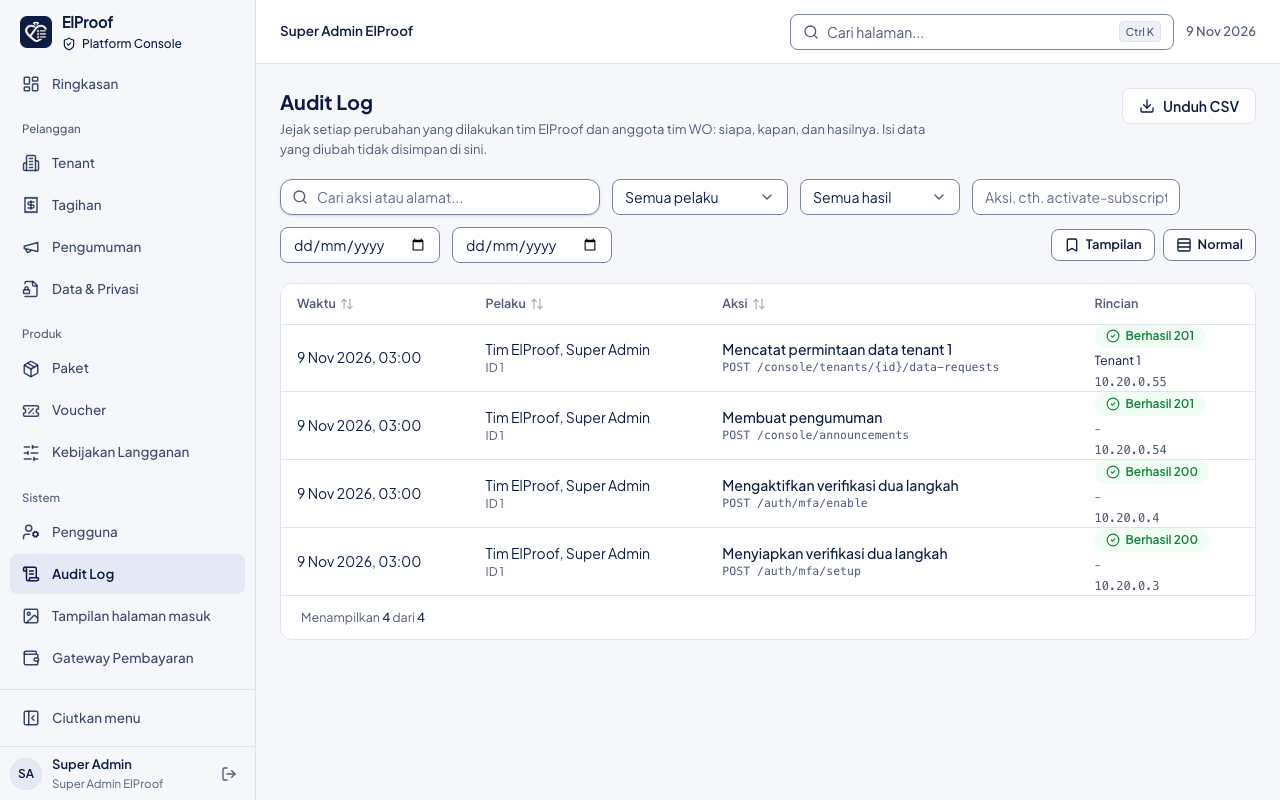 ElProof
Platform Console
Super Admin ElProof
Cari halaman...
Ctrl K
9 Nov 2026
Ringkasan
Pelanggan
Tenant
Tagihan
Pengumuman
Data & Privasi
Produk
Paket
Voucher
Kebijakan Langganan
Sistem
Pengguna
Audit Log
Tampilan halaman masuk
Gateway Pembayaran
Ciutkan menu
SA
Super Admin
Super Admin ElProof
Audit Log
Unduh CSV
Jejak setiap perubahan yang dilakukan tim ElProof dan anggota tim WO: siapa, kapan, dan hasilnya. Isi data
yang diubah tidak disimpan di sini.
Cari aksi atau alamat...
Semua pelaku
Semua hasil
Aksi, cth. activate-subscript
dd/mm/yyyy
dd/mm/yyyy
Tampilan
Normal
Waktu
Pelaku
Aksi
Rincian
9 Nov 2026, 03:00
Tim ElProof, Super Admin
ID 1
Mencatat permintaan data tenant 1
POST /console/tenants/{id}/data-requests
Berhasil 201
Tenant 1
10.20.0.55
9 Nov 2026, 03:00
Tim ElProof, Super Admin
ID 1
Membuat pengumuman
POST /console/announcements
Berhasil 201
-
10.20.0.54
9 Nov 2026, 03:00
Tim ElProof, Super Admin
ID 1
Mengaktifkan verifikasi dua langkah
POST /auth/mfa/enable
Berhasil 200
-
10.20.0.4
9 Nov 2026, 03:00
Tim ElProof, Super Admin
ID 1
Menyiapkan verifikasi dua langkah
POST /auth/mfa/setup
Berhasil 200
-
10.20.0.3
Menampilkan 4 dari 4